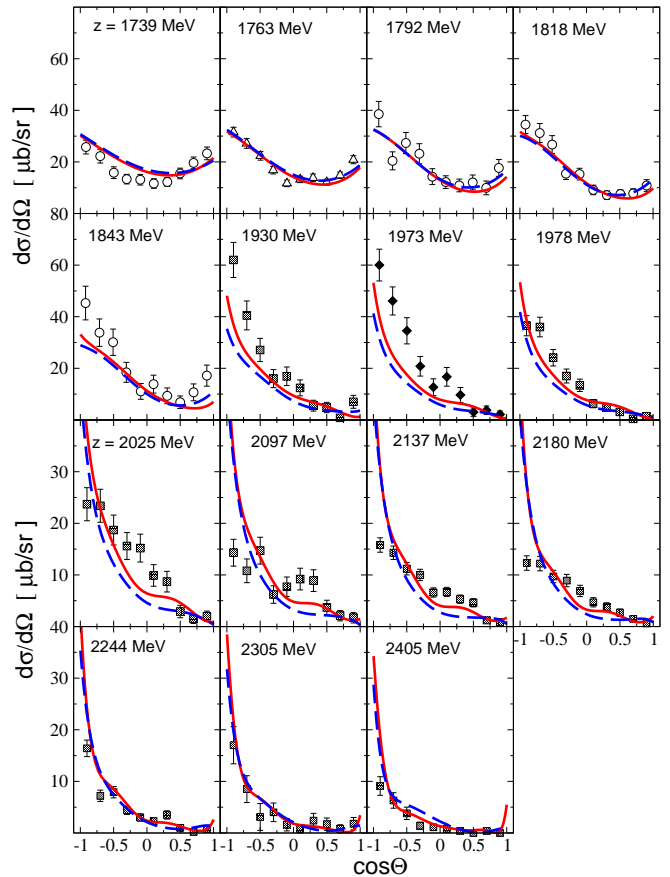 z = 1739 MeV 1763 MeV 1792 MeV 1818 MeV
60
40
20
80
dσ/dΩ [ μb/sr]
1843 MeV 1930 MeV 1973 MeV 1978 MeV
60
40
20
z = 2025 MeV 2097 MeV 2137 MeV 2180 MeV
30
20
10
40
dσ/dΩ [ μb/sr]
-1 -0.5 0 0.5 1
2244 MeV 2305 MeV 2405 MeV
30
20
10
-1 -0.5 0 0.5 1 -1 -0.5 0 0.5 1 -1 -0.5 0 0.5 1
cosΘ